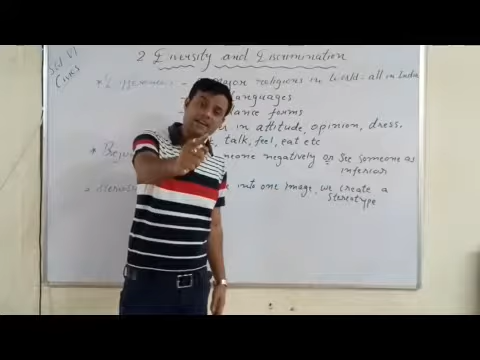 Std VI
Civics
2 Diversity and Discrimination
* Differences - Major religions in World - all in India
languages
dance forms
in attitude, opinion, dress,
talk, feel, eat etc
* negatively or See someone as
inferior
* into one image, we create a
Stereotype